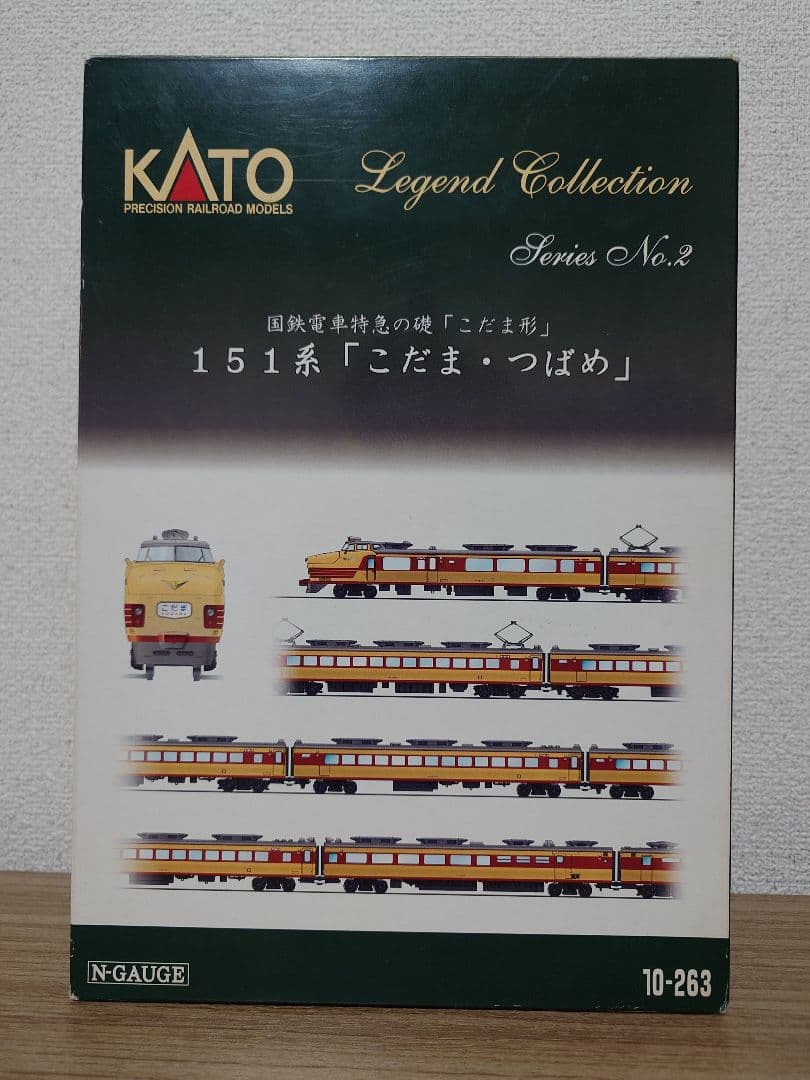 KATO
PRECISION RAILROAD MODELS
Legend Collection
Series No.2
国鉄電車特急の礎「こだま形」
151系「こだま・つばめ」
こだま
N-GAUGE
10-263